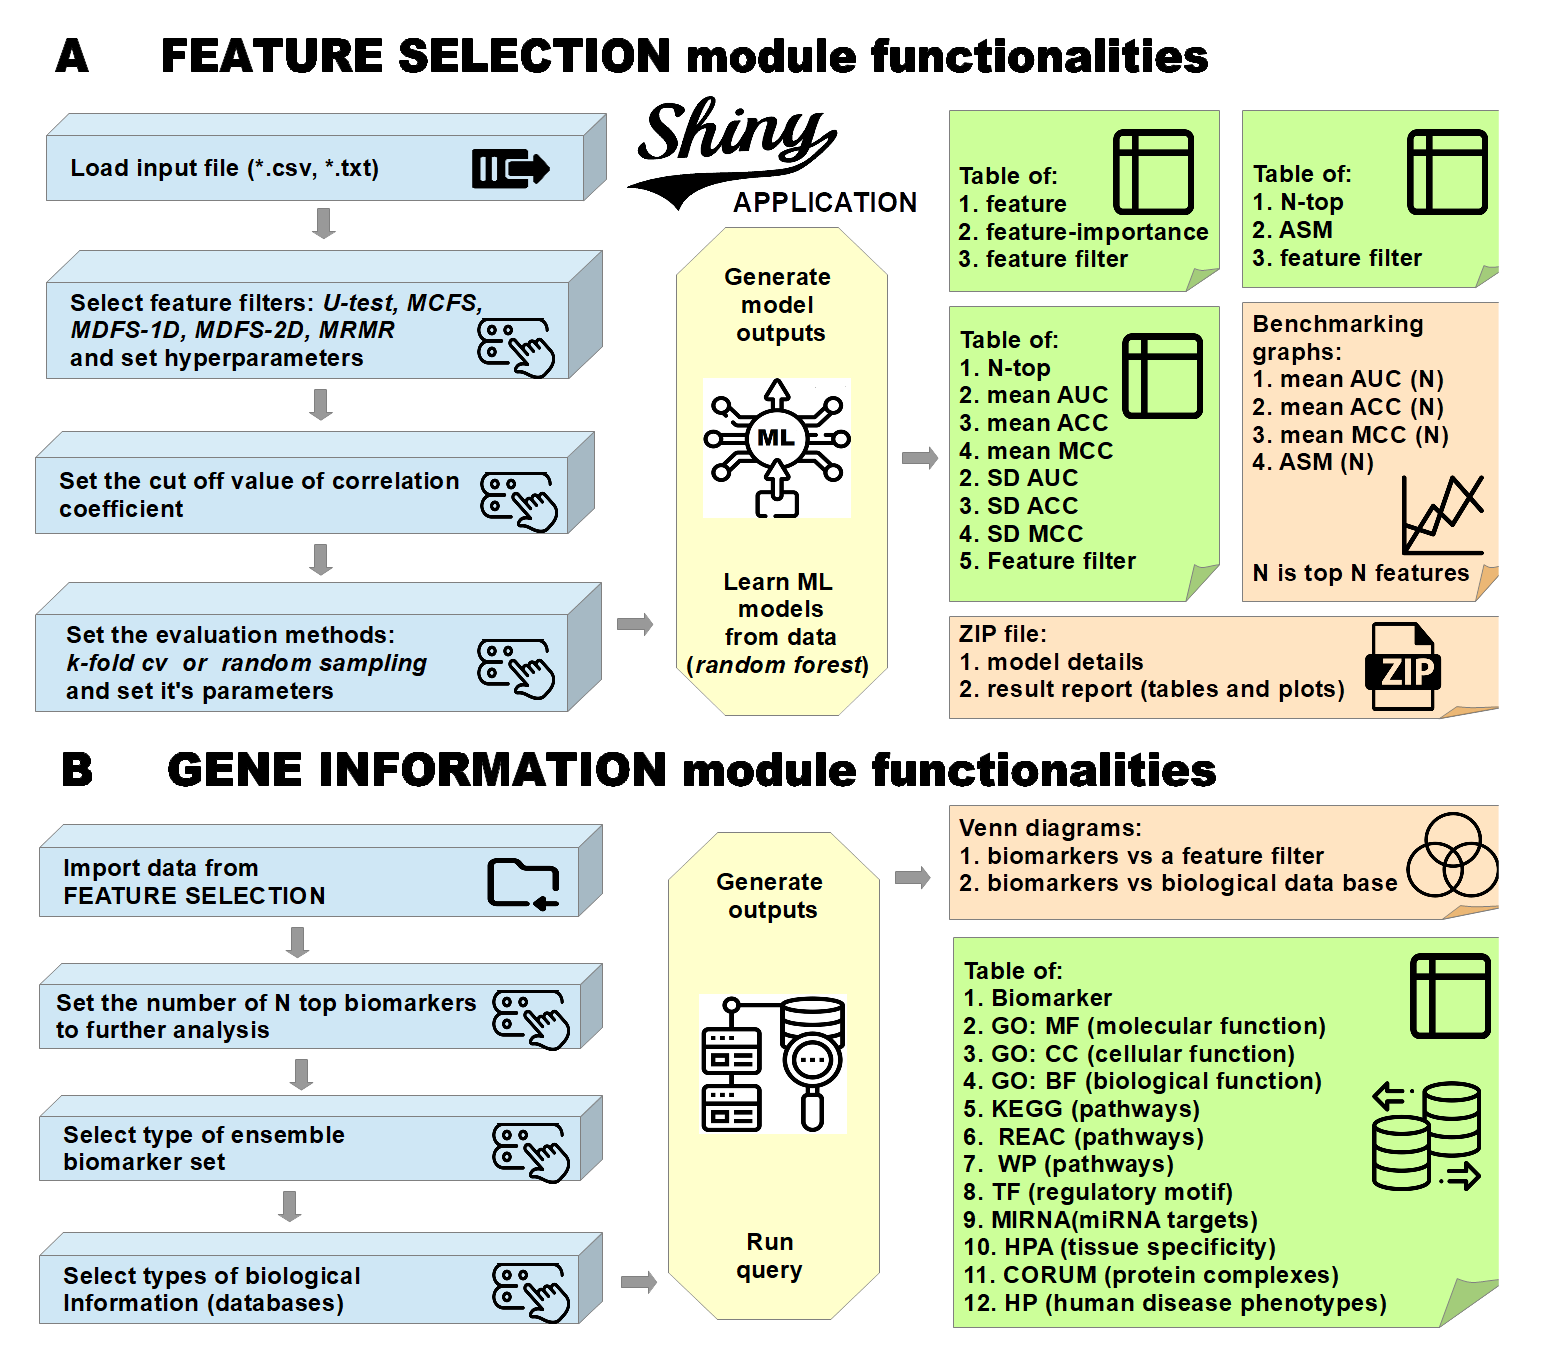 A FEATURE SELECTION module functionalities
Load input file (*.csv, *.txt)
Select feature filters: U-test, MCFS,
MDFS-1D, MDFS-2D, MRMR
and set hyperparameters
Set the cut off value of correlation
coefficient
Set the evaluation methods:
k-fold cv or random sampling
and set it's parameters
Shiny
APPLICATION
Generate
model
outputs
ML
Learn ML
models
from data
(random forest)
Table of:
1. feature
2. feature-importance
3. feature filter
Table of:
1. N-top
2. ASM
3. feature filter
Table of:
1. N-top
2. mean AUC
3. mean ACC
4. mean MCC
2. SD AUC
3. SD ACC
4. SD MCC
5. Feature filter
Benchmarking
graphs:
1. mean AUC (N)
2. mean ACC (N)
3. mean MCC (N)
4. ASM (N)
N is top N features
ZIP file:
1. model details
2. result report (tables and plots)
ZIP
B GENE INFORMATION module functionalities
Import data from
FEATURE SELECTION
Set the number of N top biomarkers
to further analysis
Select type of ensemble
biomarker set
Select types of biological
Information (databases)
Generate
outputs
Run
query
Venn diagrams:
1. biomarkers vs a feature filter
2. biomarkers vs biological data base
Table of:
1. Biomarker
2. GO: MF (molecular function)
3. GO: CC (cellular function)
4. GO: BF (biological function)
5. KEGG (pathways)
6. REAC (pathways)
7. WP (pathways)
8. TF (regulatory motif)
9. MIRNA(miRNA targets)
10. HPA (tissue specificity)
11. CORUM (protein complexes)
12. HP (human disease phenotypes)